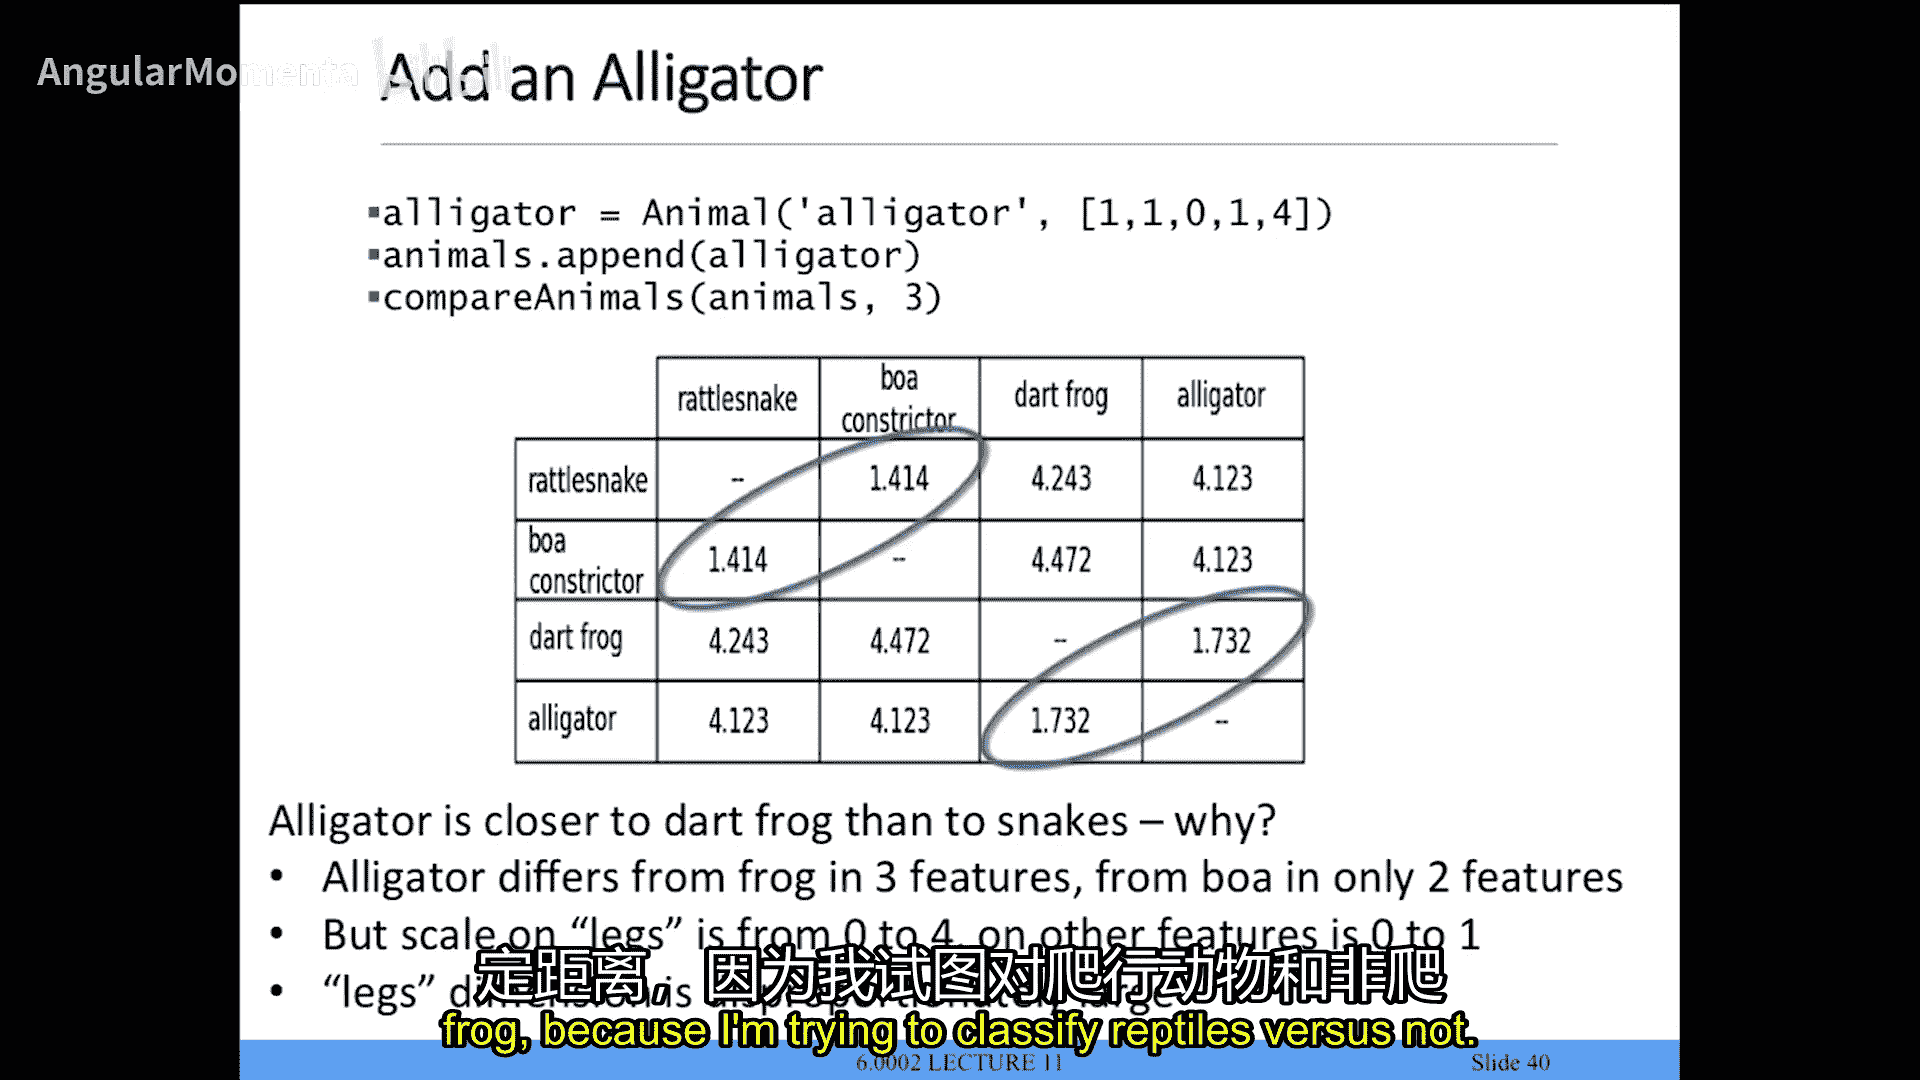 AngularMomenta
Add an Alligator
▪alligator = Animal('alligator', [1,1,0,1,4])
▪animals.append(alligator)
▪compareAnimals(animals, 3)
rattlesnake boa constrictor dart frog alligator
rattlesnake -- 1.414 4.243 4.123
boa constrictor 1.414 -- 4.472 4.123
dart frog 4.243 4.472 -- 1.732
alligator 4.123 4.123 1.732 --
Alligator is closer to dart frog than to snakes – why?
• Alligator differs from frog in 3 features, from boa in only 2 features
• But scale on “legs” is from 0 to 4, on other features is 0 to 1
• “legs” dimension is disproportionately large
定距离，因为我试图对爬行动物和非爬
frog, because I'm trying to classify reptiles versus not.
6.0002 LECTURE 11
Slide 40